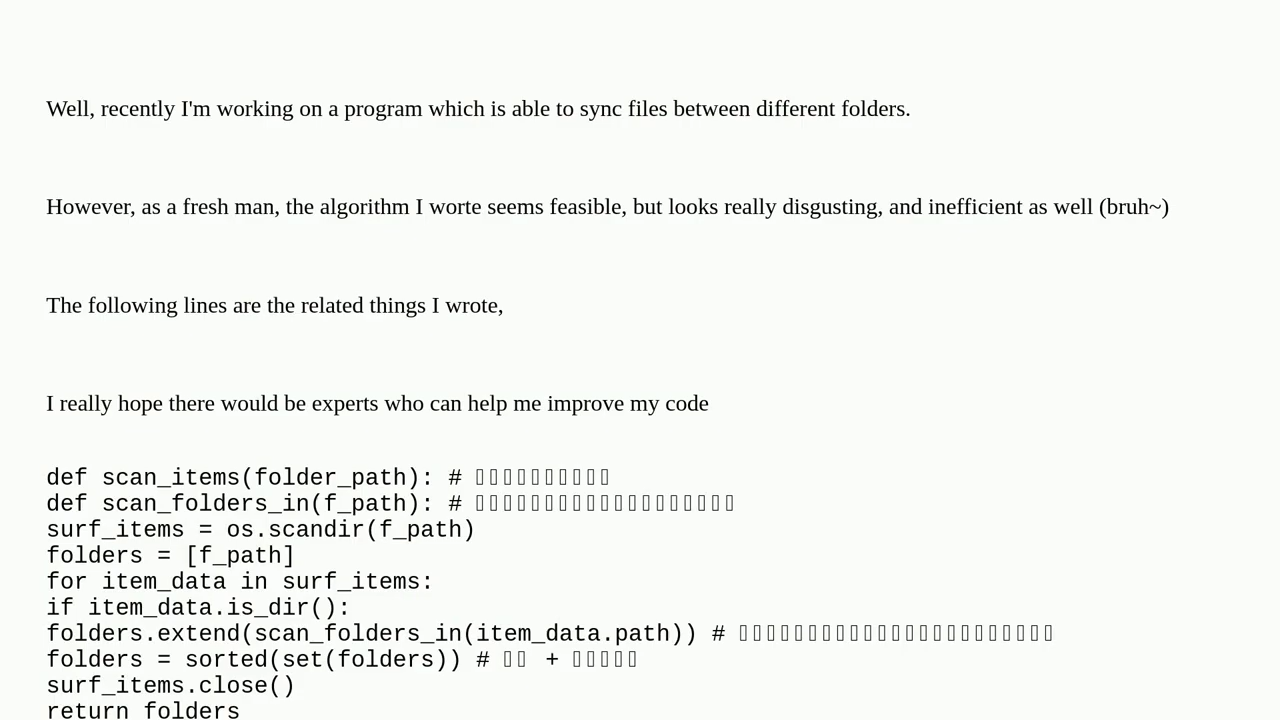 Well, recently I'm working on a program which is able to sync files between different folders.
However, as a fresh man, the algorithm I worte seems feasible, but looks really disgusting, and inefficient as well (bruh~)
The following lines are the related things I wrote,
I really hope there would be experts who can help me improve my code
def scan_items(folder_path): #
def scan_folders_in(f_path): #
surf_items = os.scandir(f_path)
folders = [f_path]
for item_data in surf_items:
if item_data.is_dir():
folders.extend(scan_folders_in(item_data.path)) #
folders = sorted(set(folders)) # +
surf_items.close()
return folders